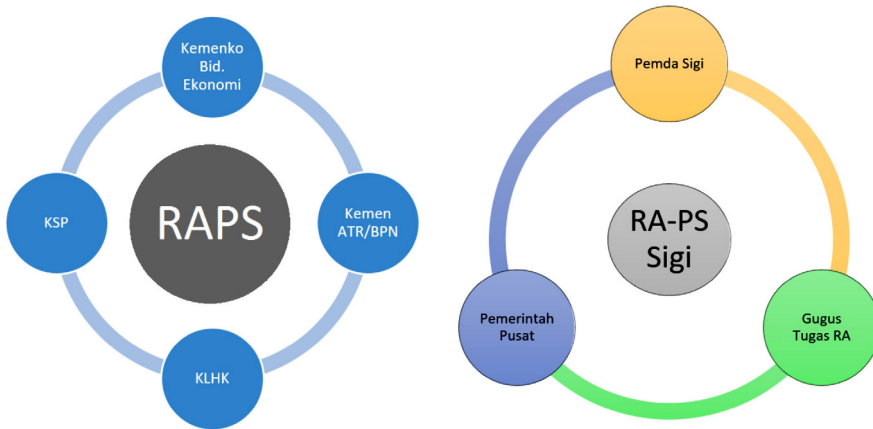 Kemenko
Bid.
Ekonomi
KSP
RAPS
Kemen
ATR/BPN
KLHK
Pemda Sigi
RA-PS
Sigi
Pemerintah
Pusat
Gugus
Tugas RA